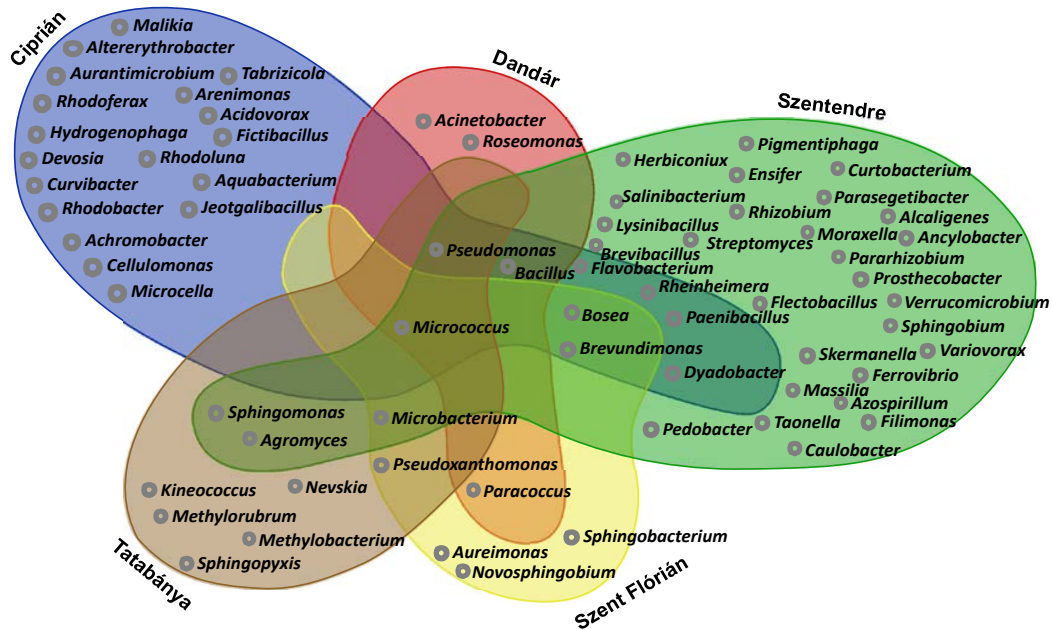 Ciprián
Malikia
Altererythrobacter
Aurantimicrobium
Tabrizicola
Rhodoferax
Arenimonas
Acidovorax
Hydrogenophaga
Fictibacillus
Devosia
Rhodoluna
Curvibacter
Aquabacterium
Rhodobacter
Jeotgalibacillus
Achromobacter
Cellulomonas
Microcella
Dandár
Acinetobacter
Roseomonas
Szentendre
Pigmentiphaga
Herbiconiux
Ensifer
Curtobacterium
Salinibacterium
Parasegetibacter
Rhizobium
Alcaligenes
Lysinibacillus
Streptomyces
Moraxella
Ancylobacter
Brevibacillus
Pararhizobium
Flavobacterium
Prosthecobacter
Rheinheimera
Flectobacillus
Verrucomicrobium
Paenibacillus
Sphingobium
Skermanella
Variovorax
Dyadobacter
Ferrovibrio
Massilia
Azospirillum
Pedobacter
Taonella
Filimonas
Caulobacter
Pseudomonas
Bacillus
Bosea
Micrococcus
Brevundimonas
Sphingomonas
Microbacterium
Agromyces
Pseudoxanthomonas
Kineococcus
Nevskia
Paracoccus
Methylorubrum
Methylobacterium
Sphingopyxis
Sphingobacterium
Aureimonas
Novosphingobium
Tatabánya
Szent Flórián